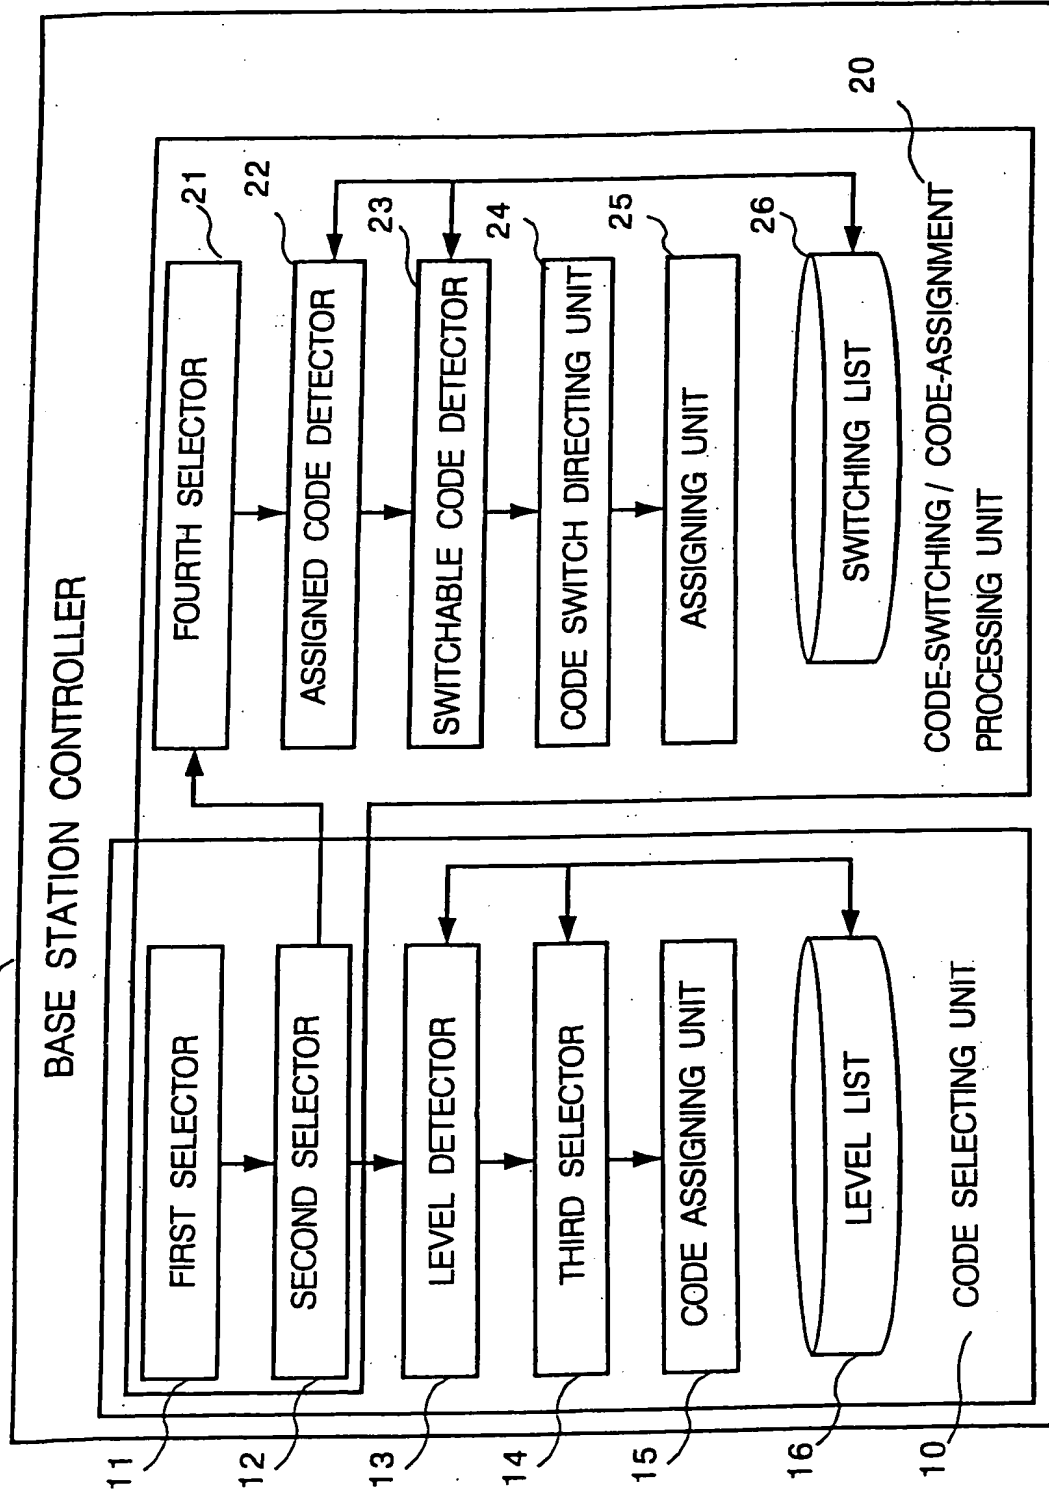 BASE STATION CONTROLLER
11
FIRST SELECTOR
12
SECOND SELECTOR
13
LEVEL DETECTOR
14
THIRD SELECTOR
15
CODE ASSIGNING UNIT
16
LEVEL LIST
10
CODE SELECTING UNIT
FOURTH SELECTOR
21
ASSIGNED CODE DETECTOR
22
SWITCHABLE CODE DETECTOR
23
CODE SWITCH DIRECTING UNIT
24
ASSIGNING UNIT
25
SWITCHING LIST
26
CODE-SWITCHING / CODE-ASSIGNMENT
PROCESSING UNIT
20